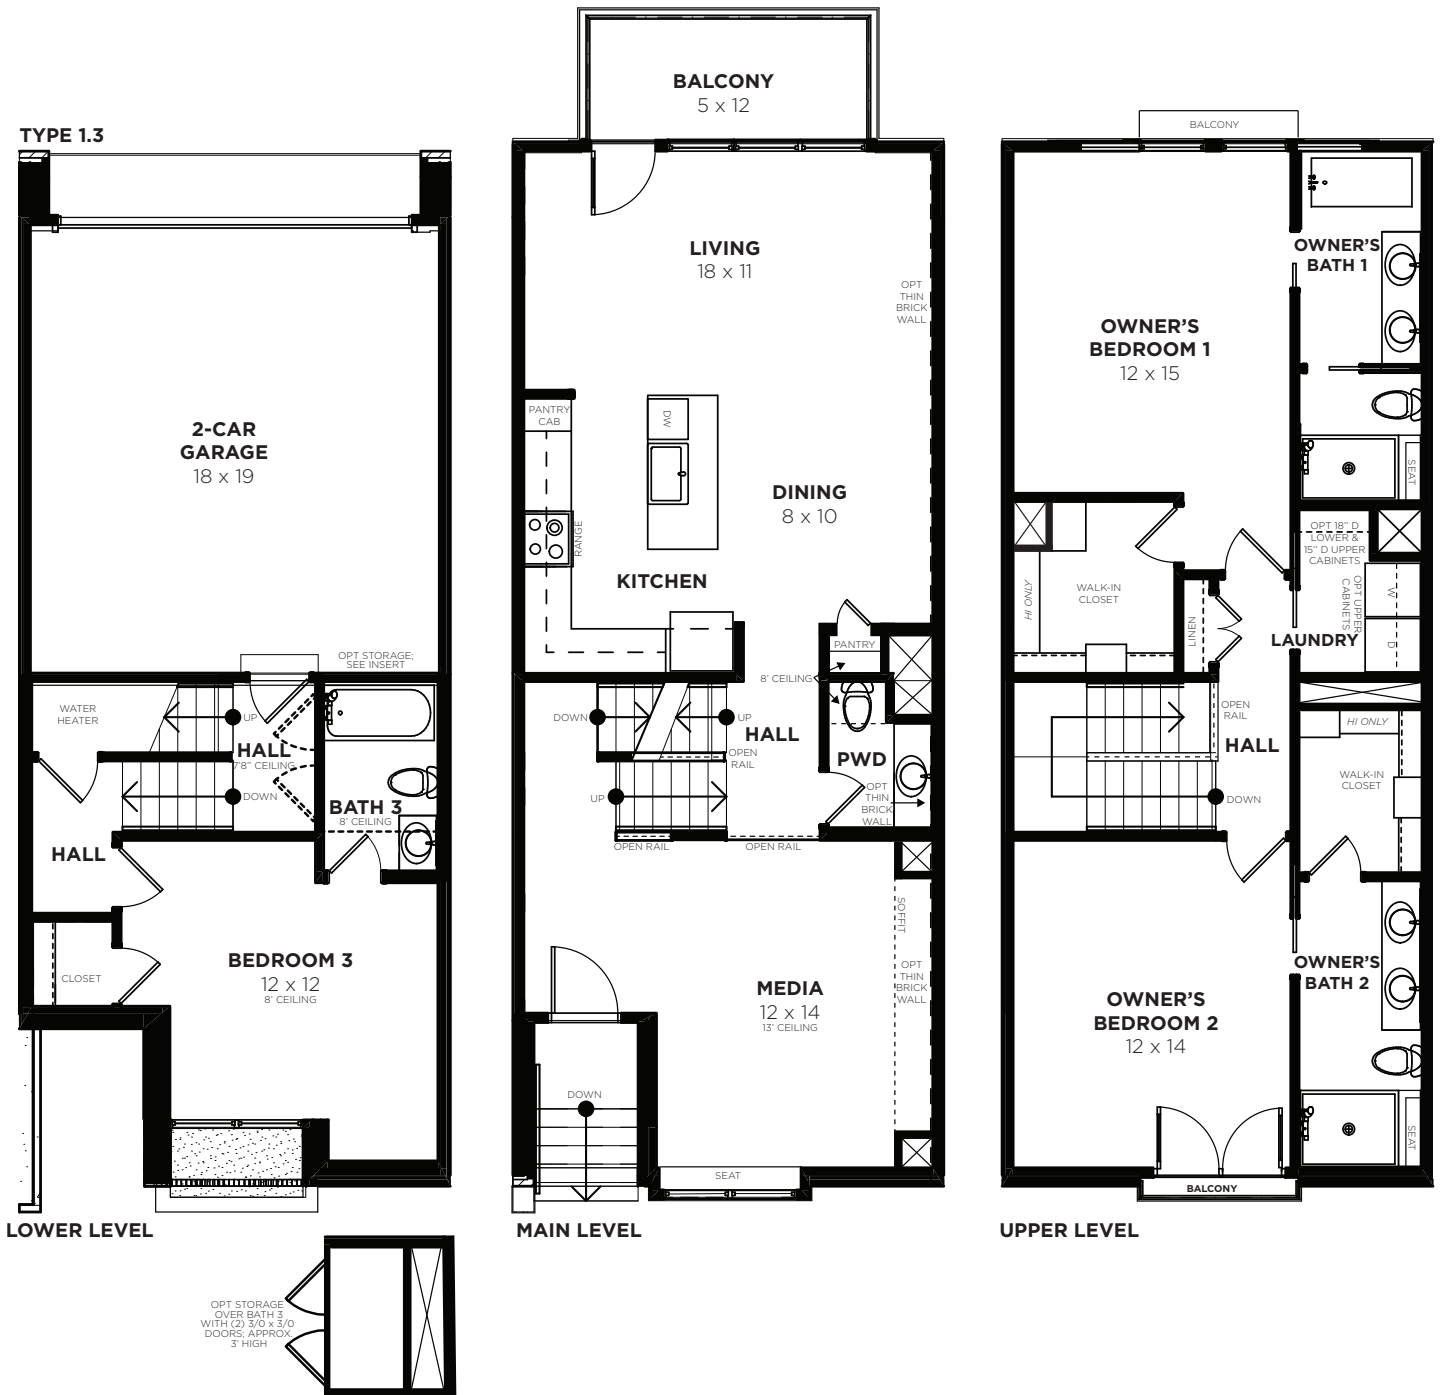 TYPE 1.3
2-CAR
GARAGE
18 x 19
OPT STORAGE;
SEE INSERT
WATER
HEATER
UP
HALL
7'8" CEILING
DOWN
BATH 3
8' CEILING
HALL
CLOSET
BEDROOM 3
12 x 12
8' CEILING
LOWER LEVEL
OPT STORAGE
OVER BATH 3
WITH (2) 3/0 x 3/0
DOORS; APPROX.
3' HIGH
BALCONY
5 x 12
LIVING
18 x 11
OPT
THIN
BRICK
WALL
PANTRY
CAB
DW
RANGE
DINING
8 x 10
KITCHEN
PANTRY
8' CEILING
DOWN
UP
HALL
OPEN
RAIL
PWD
UP
OPT
THIN
BRICK
WALL
OPEN RAIL
OPEN RAIL
SOFFIT
OPT
THIN
BRICK
WALL
MEDIA
12 x 14
13' CEILING
DOWN
SEAT
MAIN LEVEL
BALCONY
OWNER'S
BATH 1
OWNER'S
BEDROOM 1
12 x 15
SEAT
OPT 18" D
LOWER &
15" D UPPER
CABINETS
OPT UPPER
CABINETS
W
D
LAUNDRY
WALK-IN
CLOSET
HI ONLY
LINEN
OPEN
RAIL
HALL
DOWN
HI ONLY
WALK-IN
CLOSET
OWNER'S
BATH 2
OWNER'S
BEDROOM 2
12 x 14
SEAT
BALCONY
UPPER LEVEL